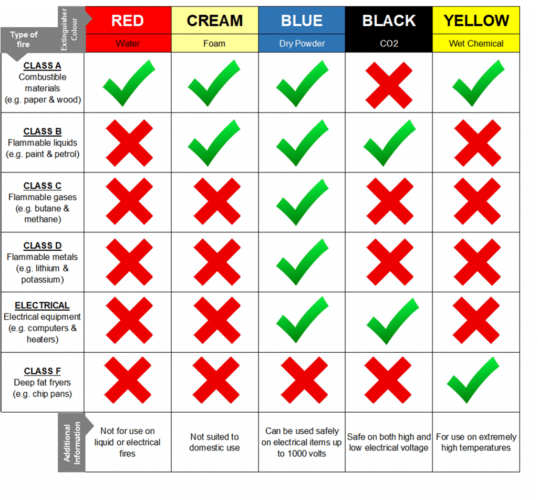 Type of
fire
Extinguisher
Colour
RED
CREAM
BLUE
BLACK
YELLOW
Water
Foam
Dry Powder
CO2
Wet Chemical
CLASS A
Combustible
materials
(e.g. paper & wood)
CLASS B
Flammable liquids
(e.g. paint & petrol)
CLASS C
Flammable gases
(e.g. butane &
methane)
CLASS D
Flammable metals
(e.g. lithium &
potassium)
ELECTRICAL
Electrical equipment
(e.g. computers &
heaters)
CLASS F
Deep fat fryers
(e.g. chip pans)
Additional
Information
Not for use on
liquid or electrical
fires
Not suited to
domestic use
Can be used safely
on electrical items up
to 1000 volts
Safe on both high and
low electrical voltage
For use on extremely
high temperatures